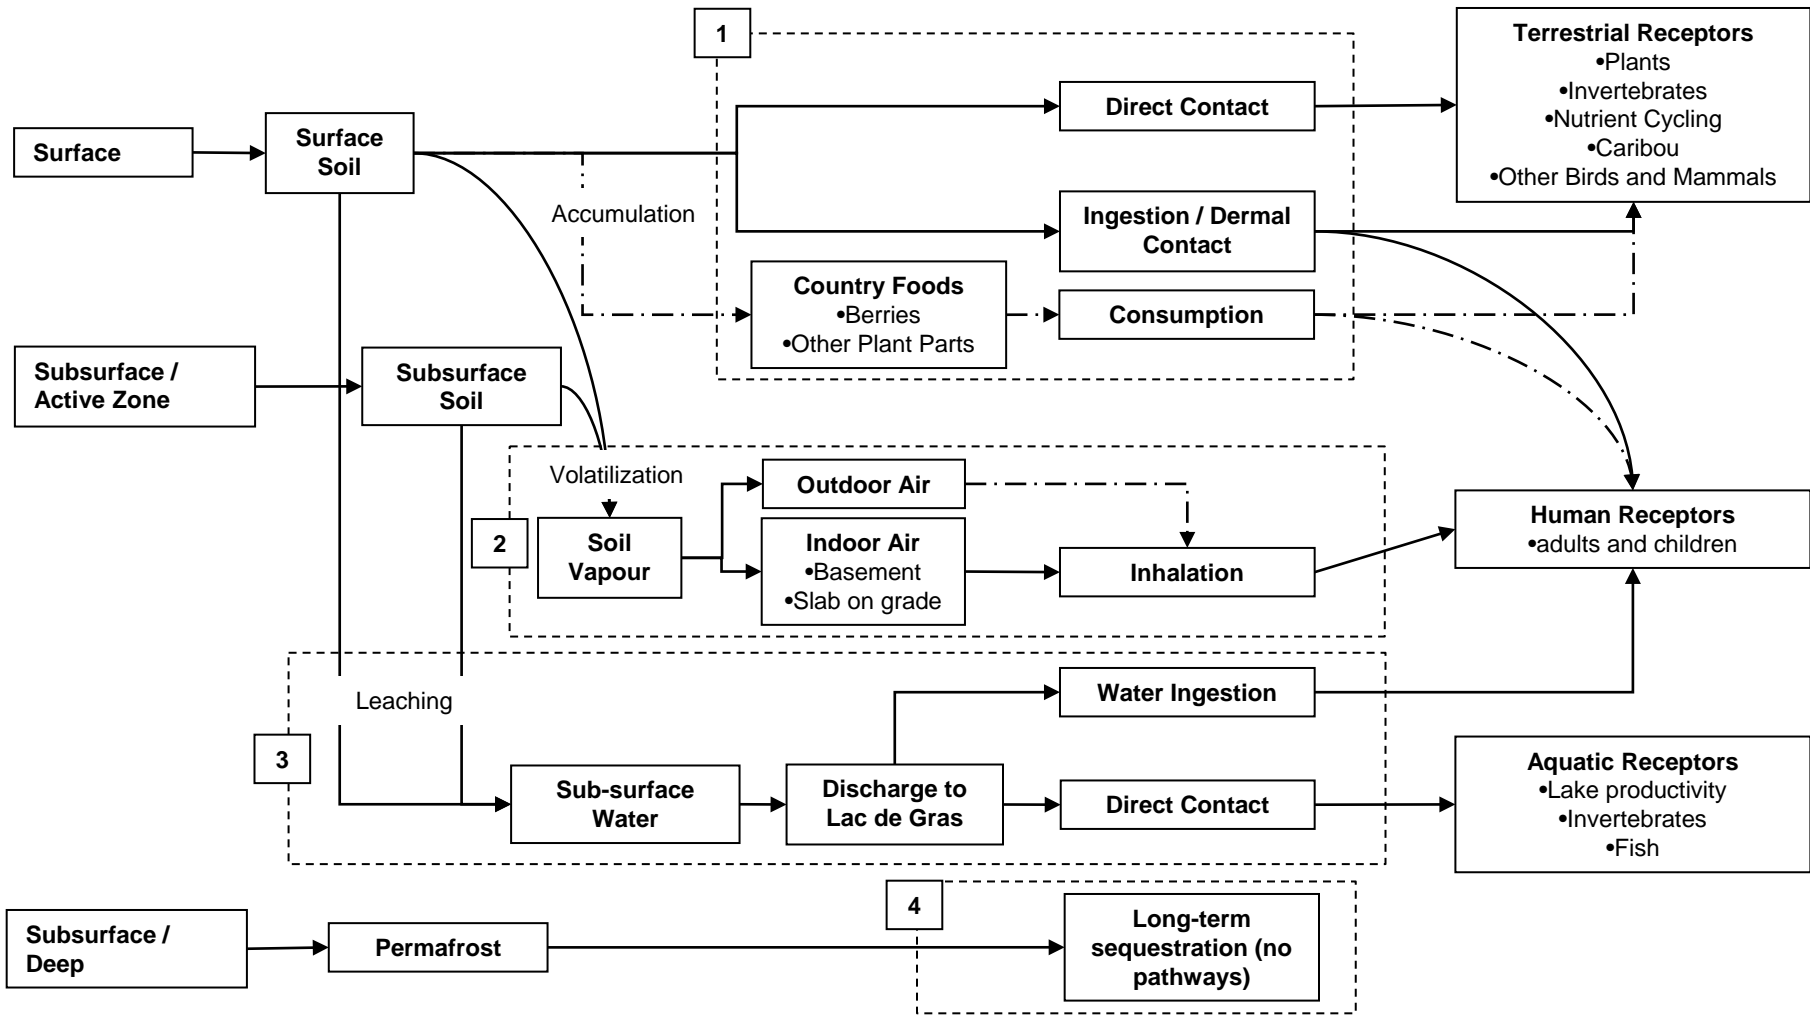 1
Terrestrial Receptors
•Plants
•Invertebrates
•Nutrient Cycling
•Caribou
•Other Birds and Mammals
Direct Contact
Surface
Surface
Soil
Accumulation
Ingestion / Dermal
Contact
Country Foods
•Berries
•Other Plant Parts
Consumption
Subsurface /
Active Zone
Subsurface
Soil
Volatilization
2
Soil
Vapour
Outdoor Air
Indoor Air
•Basement
•Slab on grade
Inhalation
Human Receptors
•adults and children
Leaching
3
Water Ingestion
Sub-surface
Water
Discharge to
Lac de Gras
Direct Contact
Aquatic Receptors
•Lake productivity
•Invertebrates
•Fish
4
Subsurface /
Deep
Permafrost
Long-term
sequestration (no
pathways)